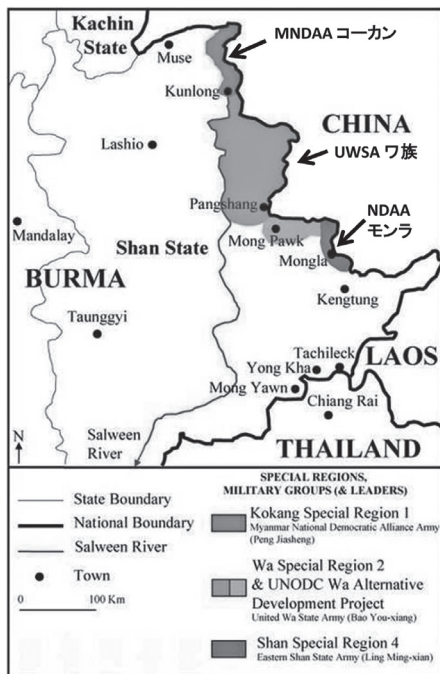 Kachin
State
MNDAA コーカン
Muse
Kunlong
CHINA
Lashio
UWSA ワ族
Pangshang
NDAA
モンラ
Mandalay
Shan State
Mong Pawk
Mongla
BURMA
Kengtung
Taunggyi
Tachileck
LAOS
Yong Kha
Mong Yawn
Chiang Rai
N
Salween
River
THAILAND
State Boundary
National Boundary
Salween River
Town
0 100 Km
SPECIAL REGIONS,
MILITARY GROUPS (& LEADERS)
Kokang Special Region 1
Myanmar National Democratic Alliance Army
(Peng Jiasheng)
Wa Special Region 2
& UNODC Wa Alternative
Development Project
United Wa State Army (Bao You-xiang)
Shan Special Region 4
Eastern Shan State Army (Ling Ming-xian)